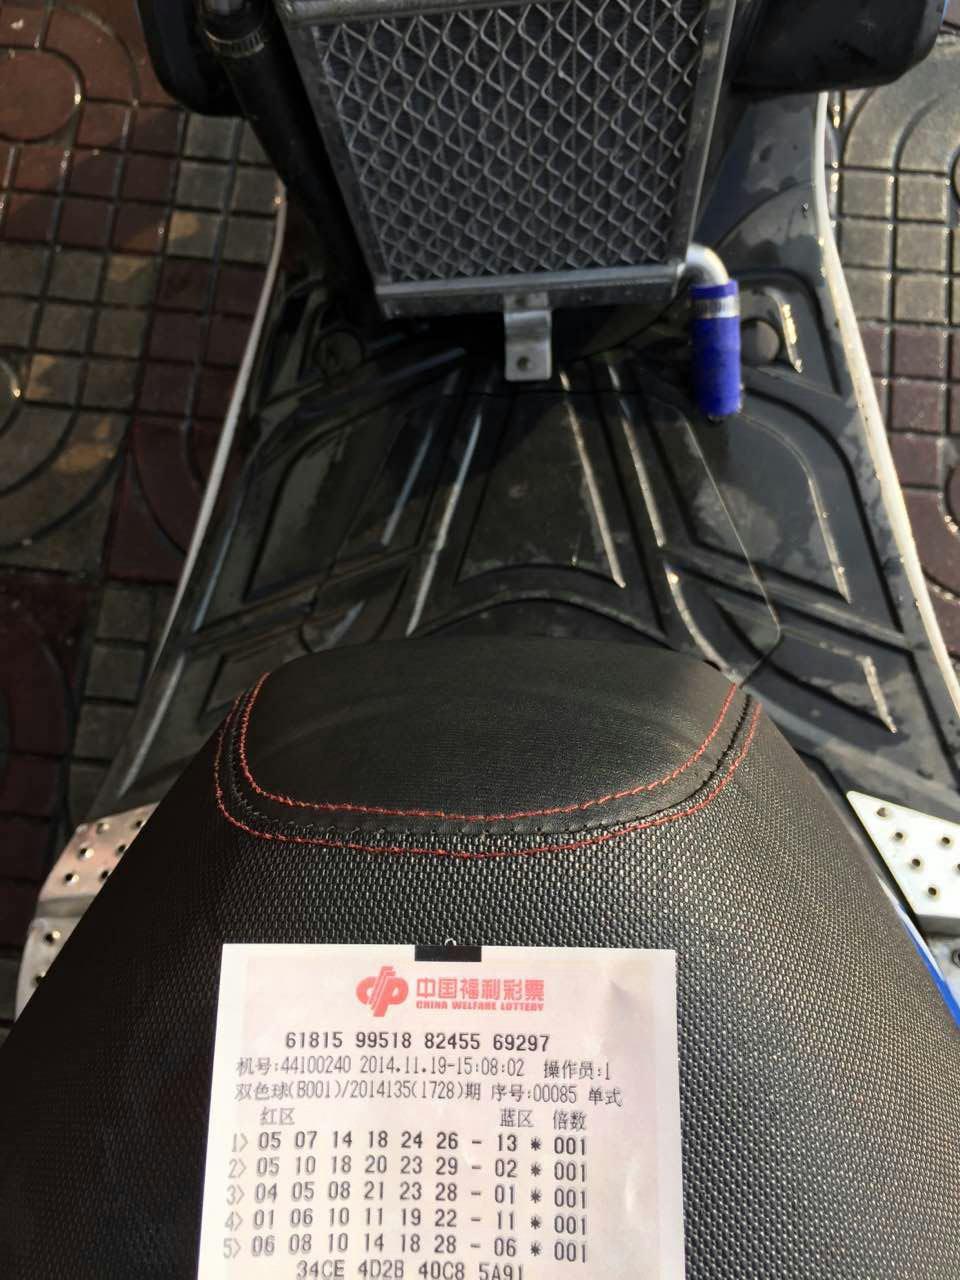 中国福利彩票
CHINA WELFARE LOTTERY
61815 99518 82455 69297
机号:44100240 2014.11.19-15:08:02 操作员:1
双色球(B001)/2014135(1728)期 序号:00085 单式
红区 蓝区 倍数
1> 05 07 14 18 24 26 - 13 * 001
2> 05 10 18 20 23 29 - 02 * 001
3> 04 05 08 21 23 28 - 01 * 001
4> 01 06 10 11 19 22 - 11 * 001
5> 06 08 10 14 18 28 - 06 * 001
34CE 4D2B 40C8 5A91